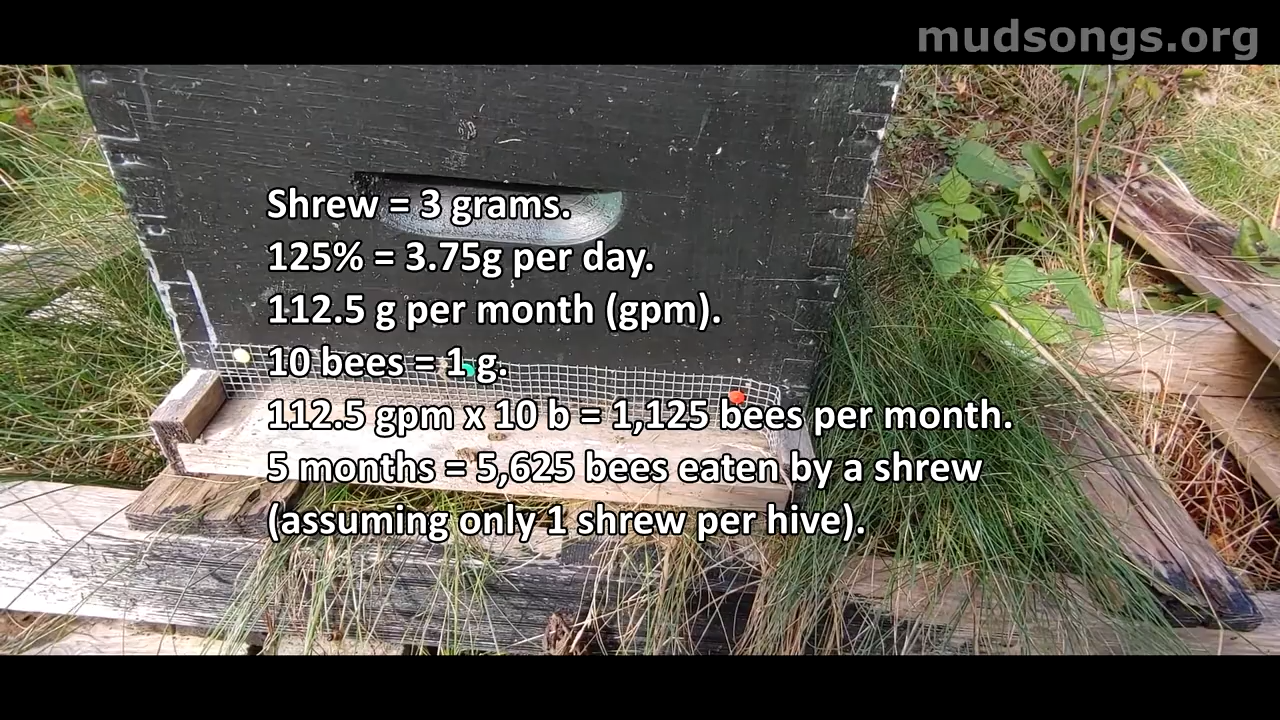 mudsongs.org
Shrew = 3 grams.
125% = 3.75g per day.
112.5 g per month (gpm).
10 bees = 1 g.
112.5 gpm x 10 b = 1,125 bees per month.
5 months = 5,625 bees eaten by a shrew
(assuming only 1 shrew per hive).